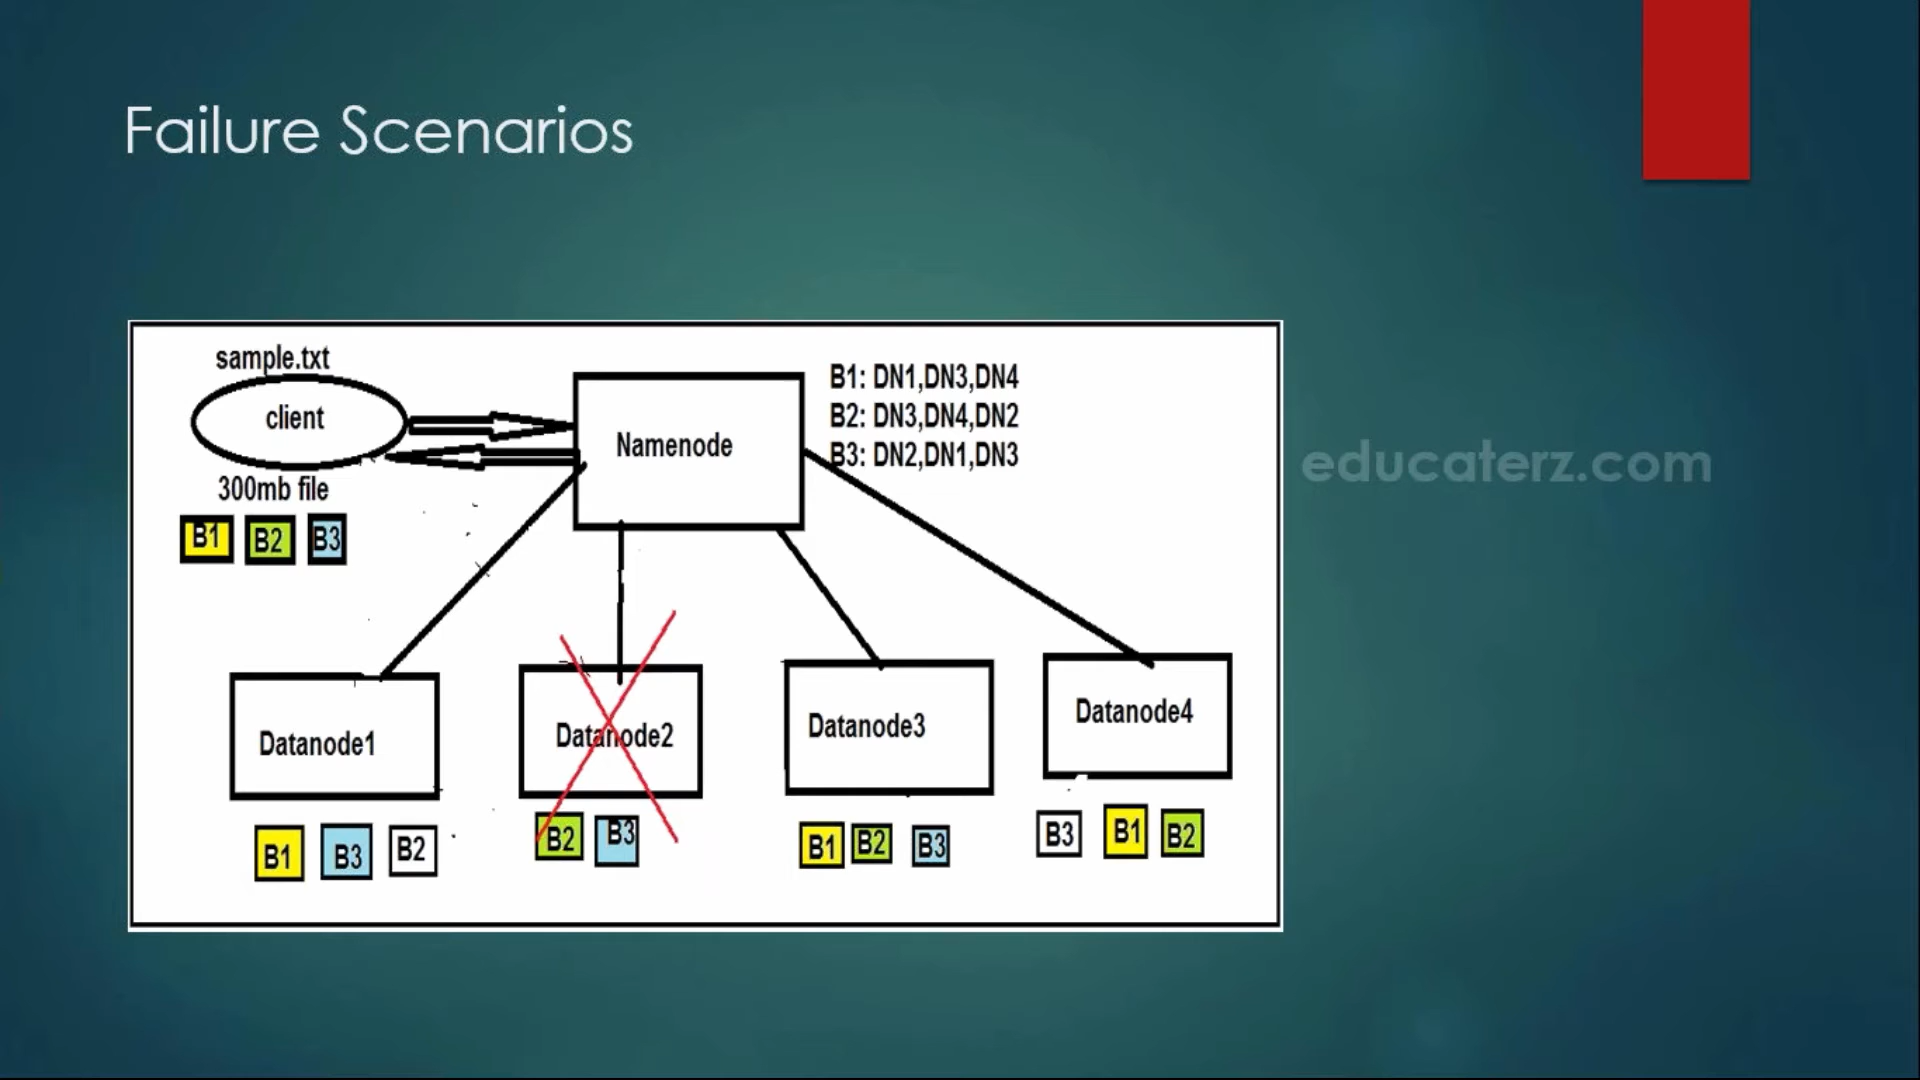 Failure Scenarios
sample.txt
client
300mb file
B1 B2 B3
Namenode
B1: DN1,DN3,DN4
B2: DN3,DN4,DN2
B3: DN2,DN1,DN3
educaterz.com
Datanode1
Datanode2
Datanode3
Datanode4
B1 B3 B2
B2 B3
B1 B2 B3
B3 B1 B2